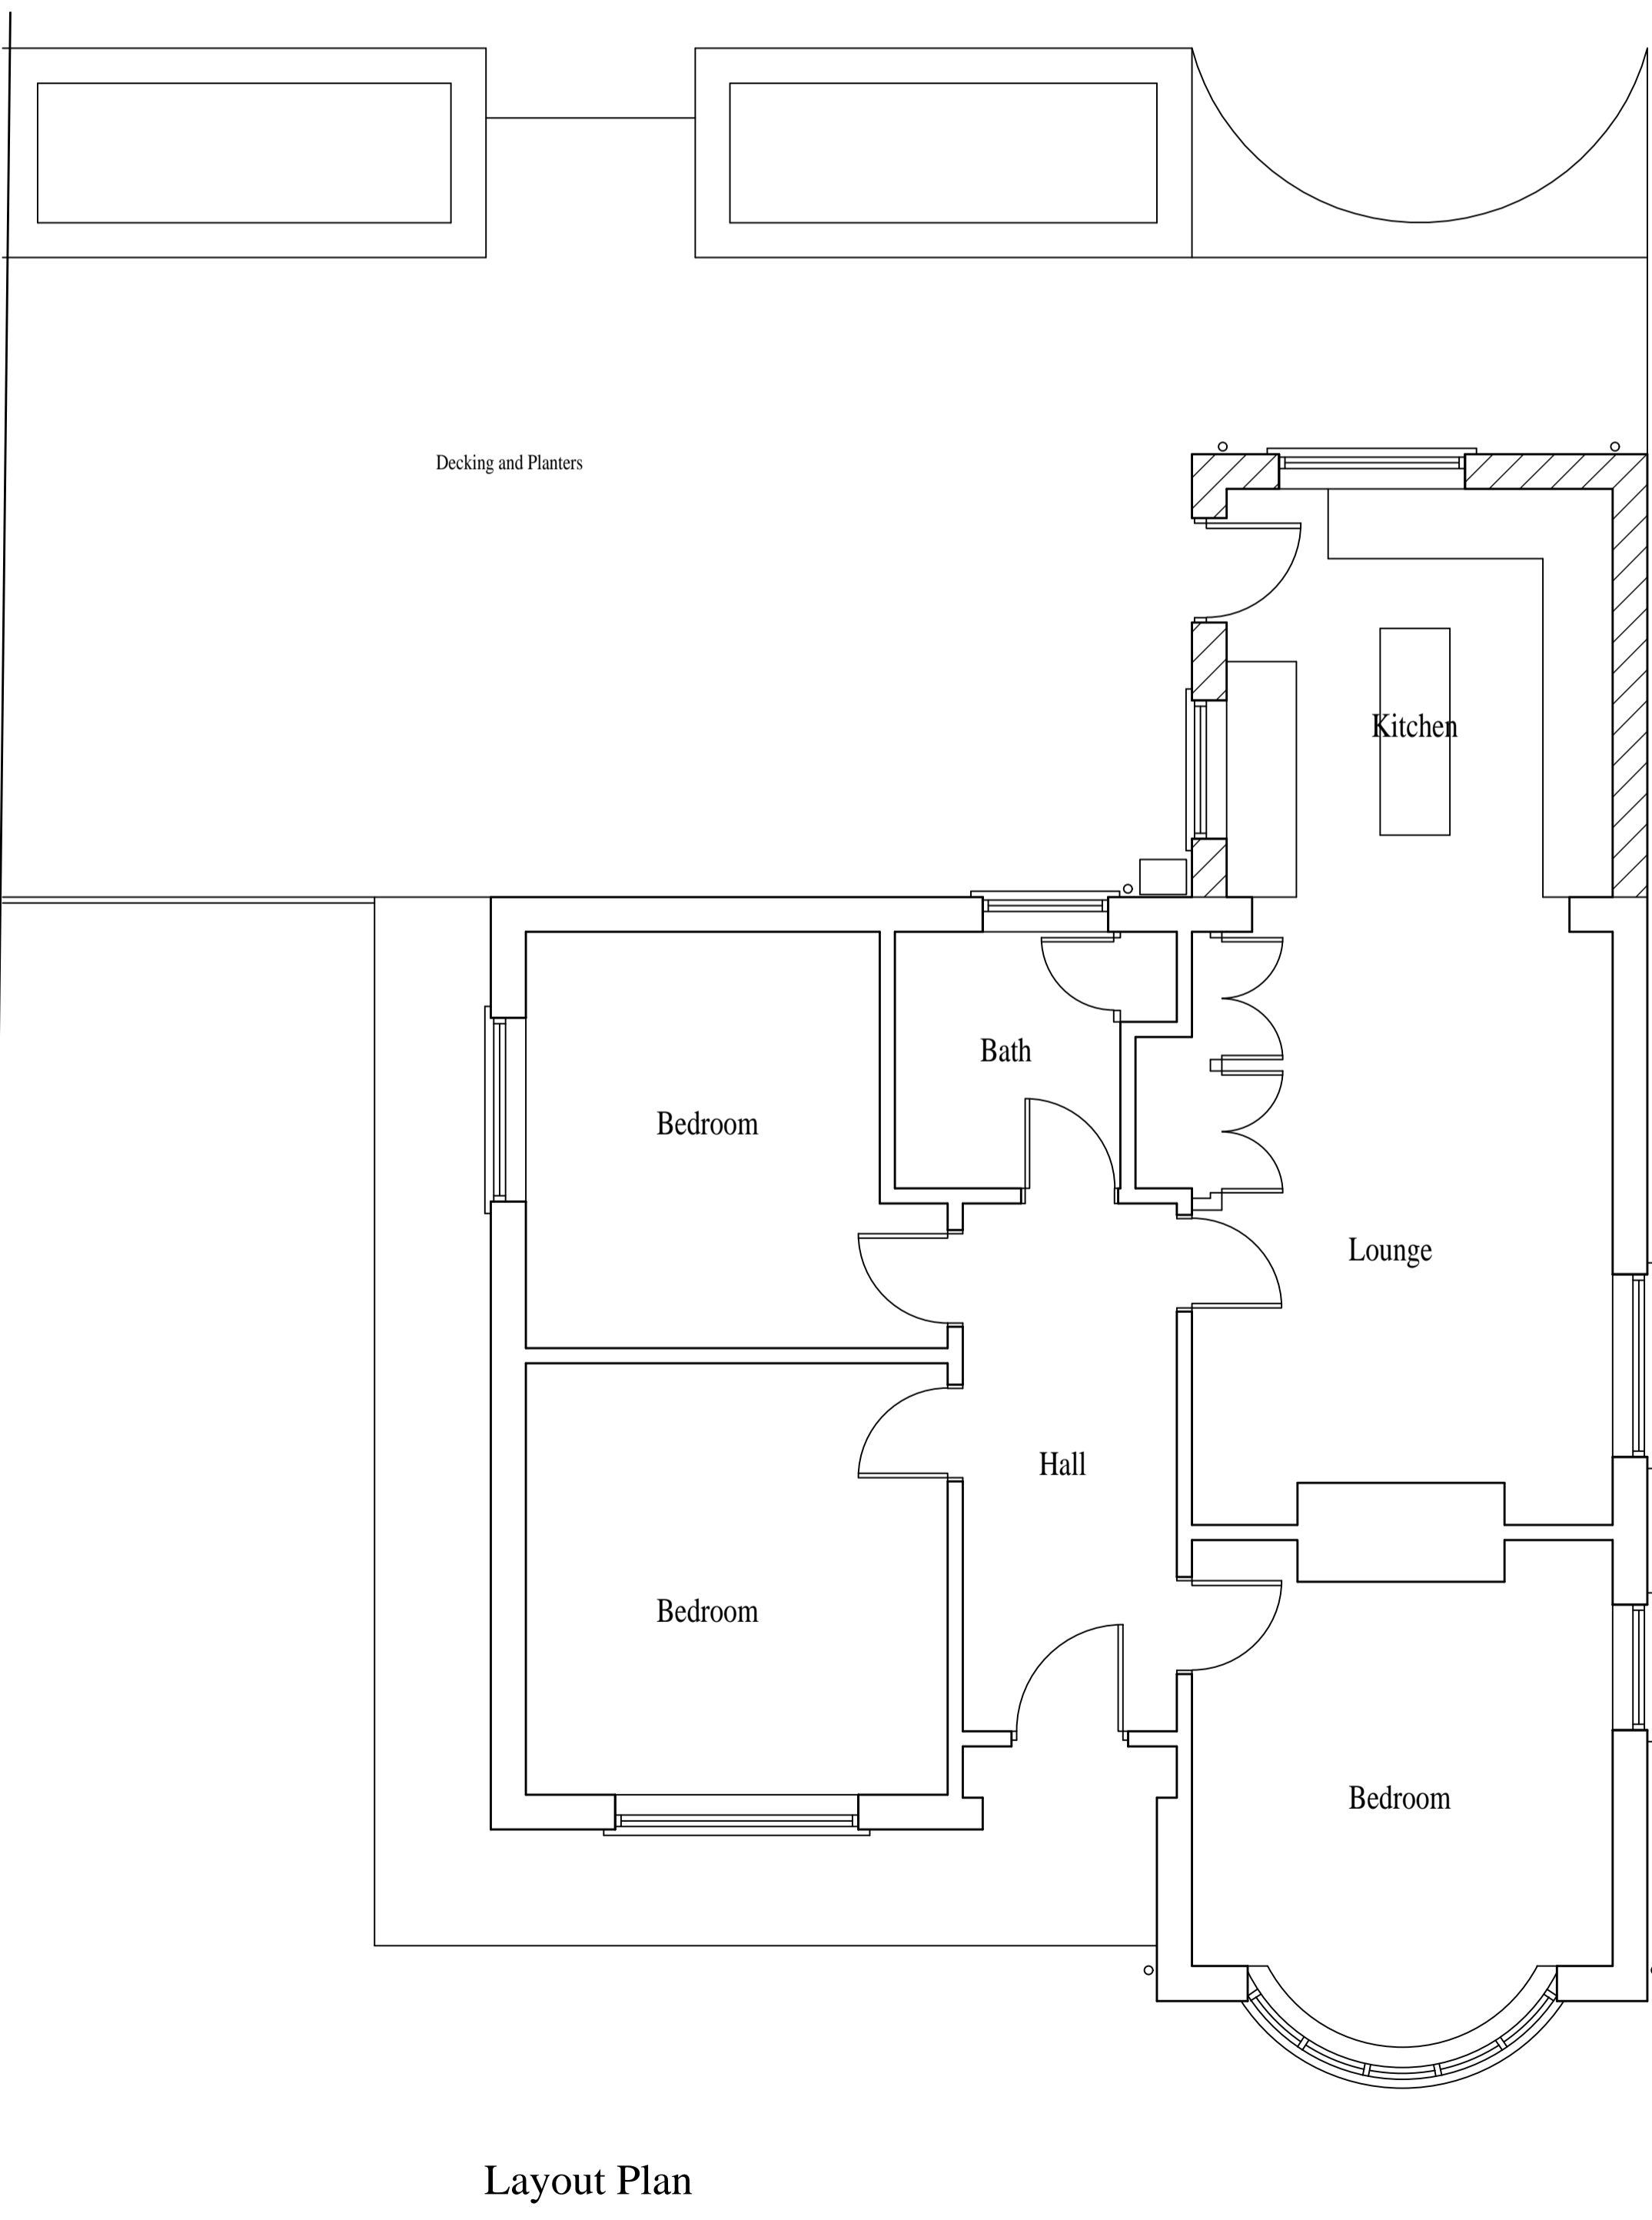 Decking and Planters
Kitchen
Bath
Bedroom
Lounge
Hall
Bedroom
Bedroom
Layout Plan